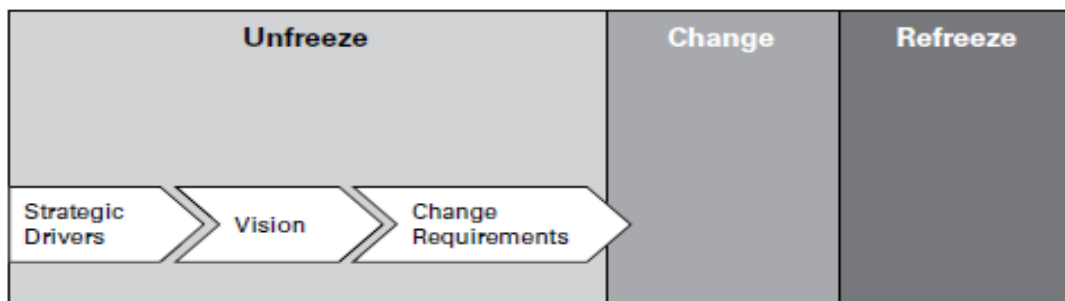 Unfreeze
Change
Refreeze
Strategic
Drivers
Vision
Change
Requirements